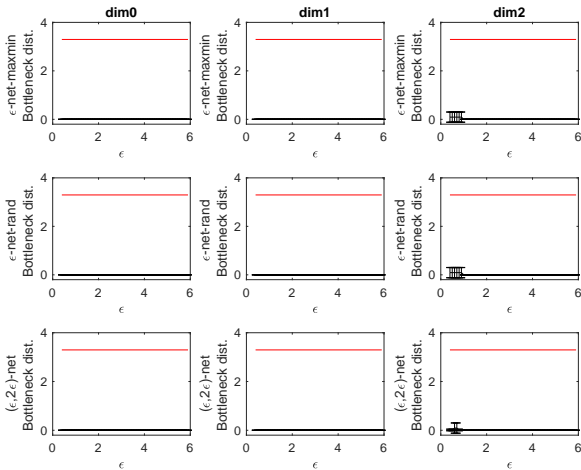 dim0 dim1 dim2
ϵ-net-maxmin
Bottleneck dist.
4
2
0
0 2 4 6
ϵ
ϵ-net-maxmin
Bottleneck dist.
4
2
0
0 2 4 6
ϵ
ϵ-net-maxmin
Bottleneck dist.
4
2
0
0 2 4 6
ϵ
ϵ-net-rand
Bottleneck dist.
4
2
0
0 2 4 6
ϵ
ϵ-net-rand
Bottleneck dist.
4
2
0
0 2 4 6
ϵ
ϵ-net-rand
Bottleneck dist.
4
2
0
0 2 4 6
ϵ
(ϵ,2ϵ)-net
Bottleneck dist.
4
2
0
0 2 4 6
ϵ
(ϵ,2ϵ)-net
Bottleneck dist.
4
2
0
0 2 4 6
ϵ
(ϵ,2ϵ)-net
Bottleneck dist.
4
2
0
0 2 4 6
ϵ